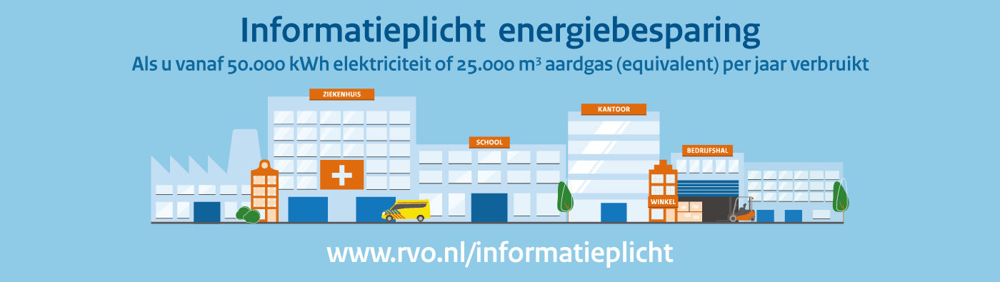 Informatieplicht energiebesparing
Als u vanaf 50.000 kWh elektriciteit of 25.000 m³ aardgas (equivalent) per jaar verbruikt
ZIEKENHUIS
KANTOOR
SCHOOL
BEDRIJFSHAL
WINKEL
www.rvo.nl/informatieplicht